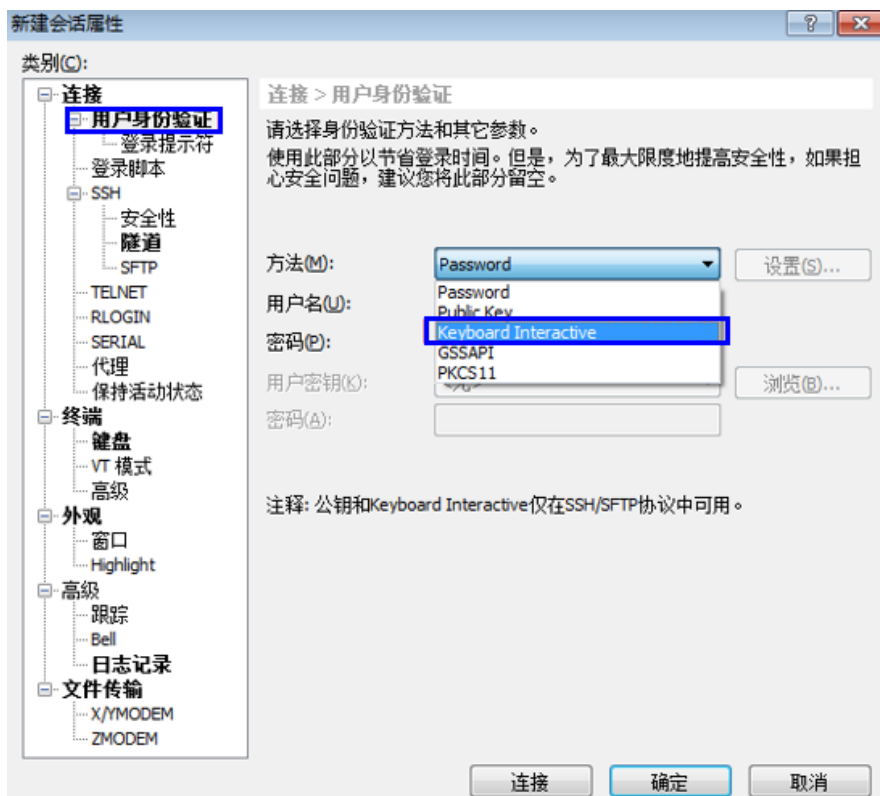 新建会话属性
类别(C):
连接
用户身份验证
登录提示符
登录脚本
SSH
安全性
隧道
SFTP
TELNET
RLOGIN
SERIAL
代理
保持活动状态
终端
键盘
VT 模式
高级
外观
窗口
Highlight
高级
跟踪
Bell
日志记录
文件传输
X/YMODEM
ZMODEM
连接 > 用户身份验证
请选择身份验证方法和其它参数。
使用此部分以节省登录时间。但是，为了最大限度地提高安全性，如果担
心安全问题，建议您将此部分留空。
方法(M):
Password
设置(S)...
用户名(U):
Password
Public Key
密码(P):
Keyboard Interactive
GSSAPI
PKCS11
用户密钥(K):
浏览(B)...
密码(A):
注释: 公钥和Keyboard Interactive仅在SSH/SFTP协议中可用。
连接
确定
取消